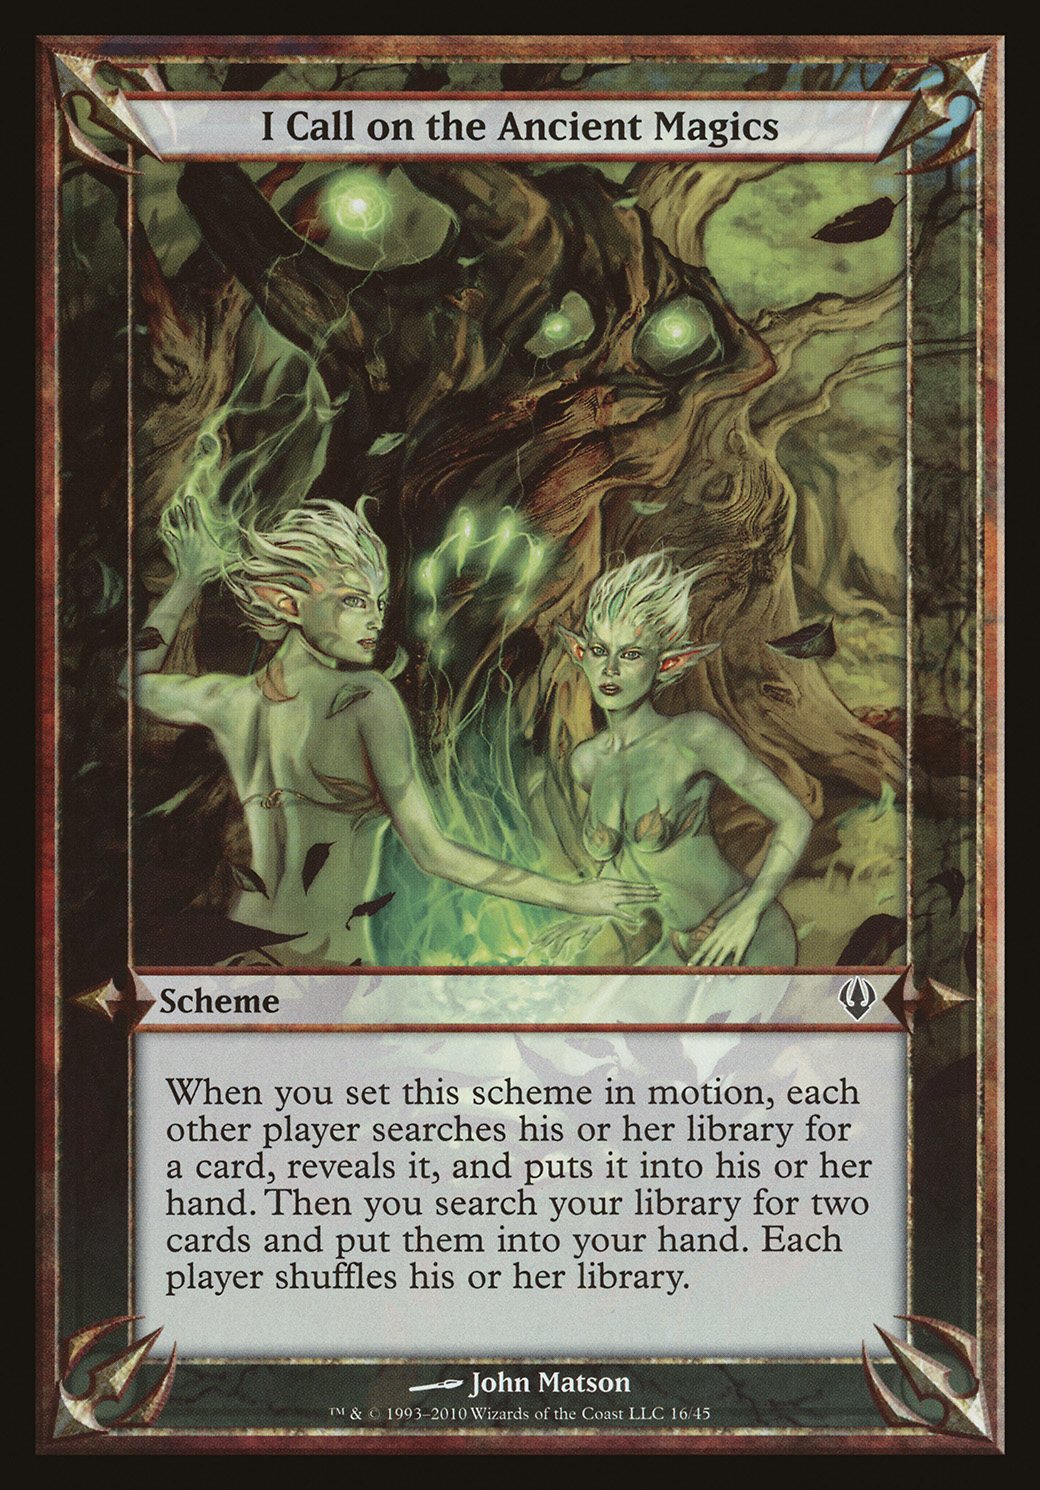 I Call on the Ancient Magics
Scheme
When you set this scheme in motion, each
other player searches his or her library for
a card, reveals it, and puts it into his or her
hand. Then you search your library for two
cards and put them into your hand. Each
player shuffles his or her library.
John Matson
™ & © 1993–2010 Wizards of the Coast LLC 16/45